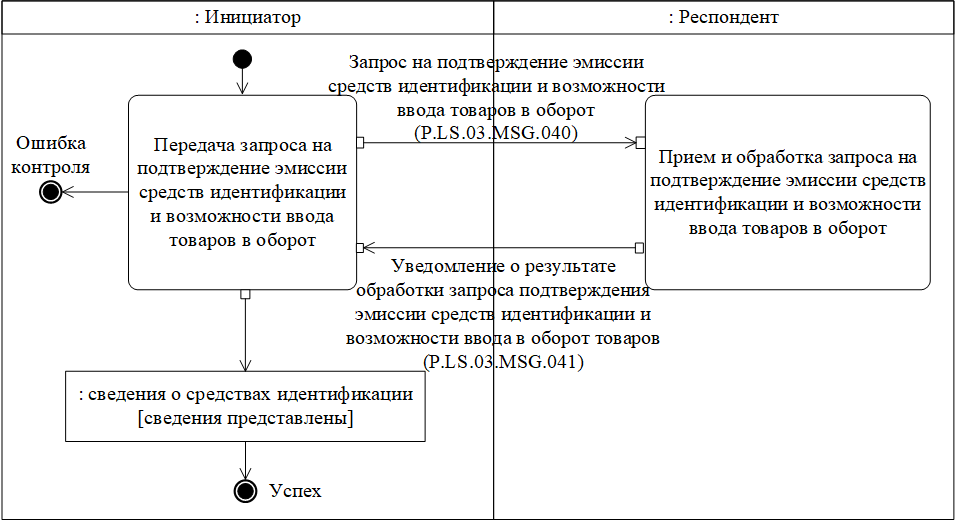 : Инициатор
: Респондент
Запрос на подтверждение эмиссии
средств идентификации и возможности
ввода товаров в оборот
(P.LS.03.MSG.040)
Ошибка
контроля
Передача запроса на
подтверждение эмиссии
средств идентификации
и возможности ввода
товаров в оборот
Прием и обработка запроса на
подтверждение эмиссии средств
идентификации и возможности
ввода товаров в оборот
Уведомление о результате
обработки запроса подтверждения
эмиссии средств идентификации и
возможности ввода в оборот товаров
(P.LS.03.MSG.041)
: сведения о средствах идентификации
[сведения представлены]
Успех